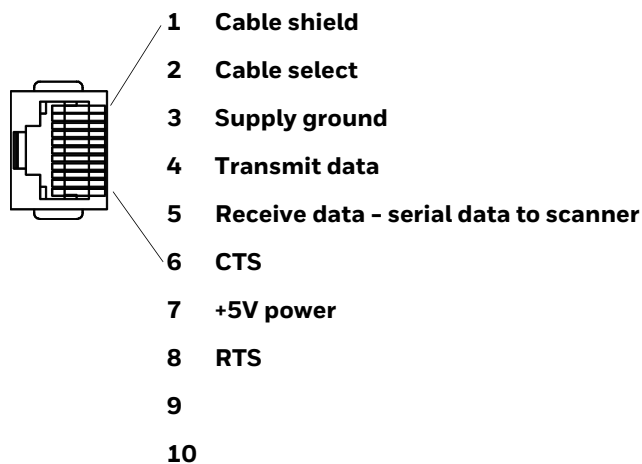 1 Cable shield
2 Cable select
3 Supply ground
4 Transmit data
5 Receive data - serial data to scanner
6 CTS
7 +5V power
8 RTS
9
10